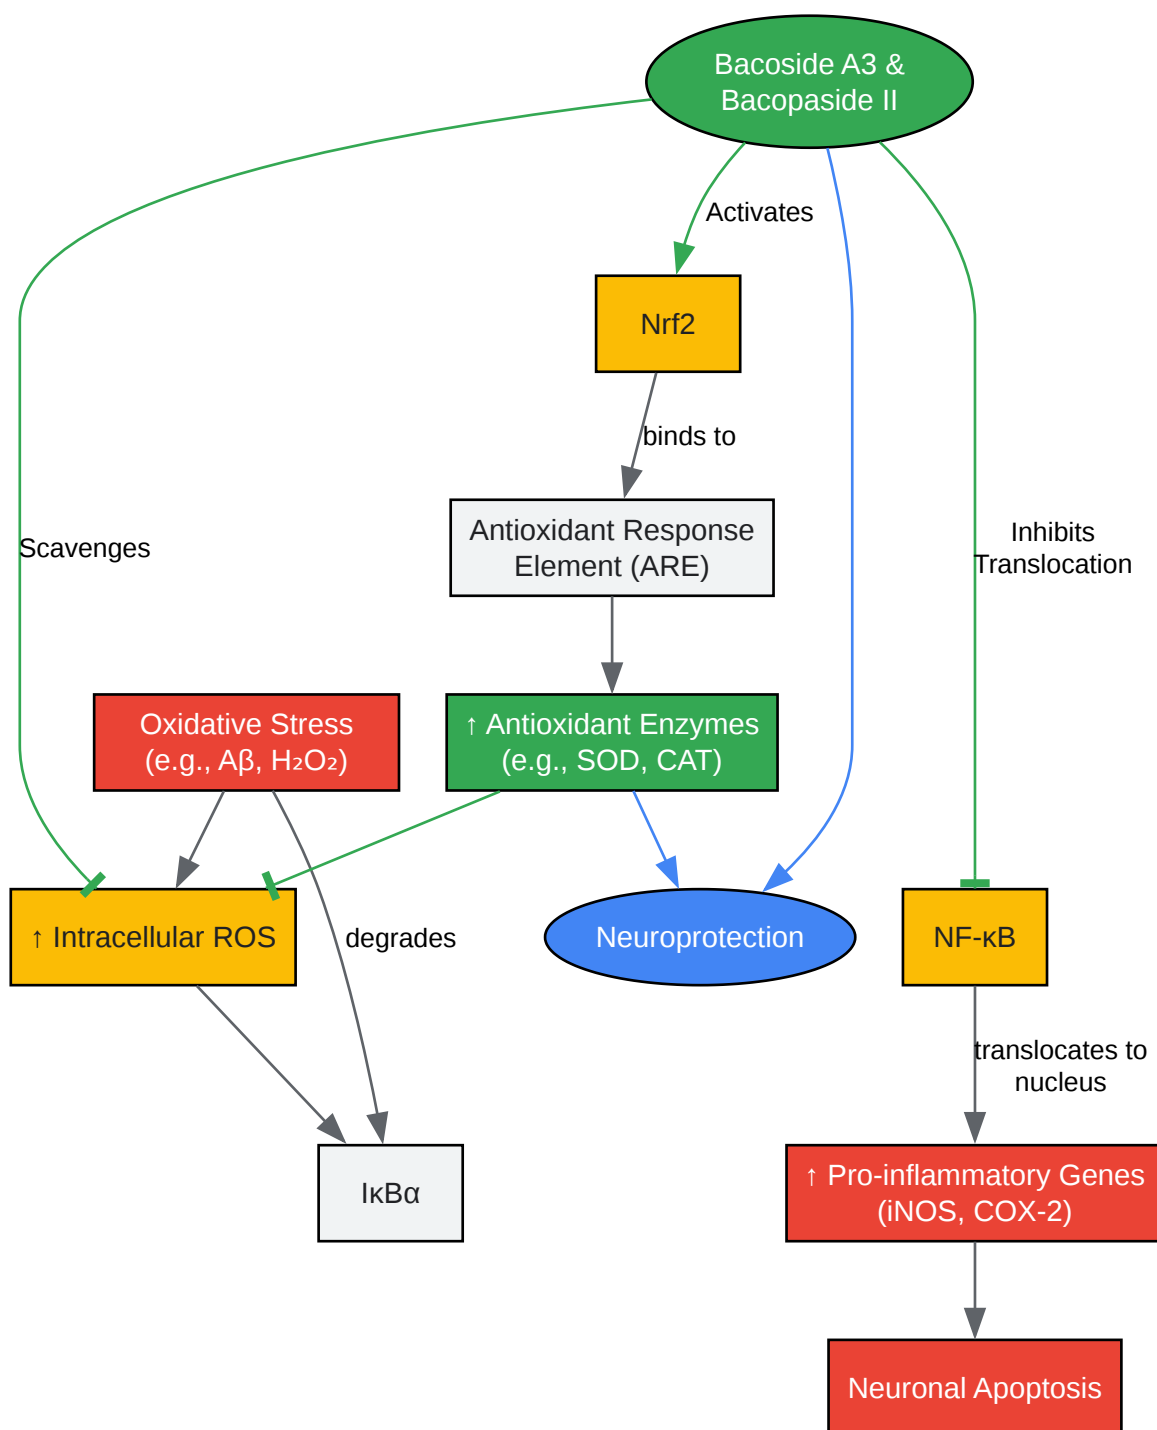 Bacoside A3 &
Bacopaside II
Activates
Nrf2
binds to
Antioxidant Response
Element (ARE)
Scavenges
Inhibits
Translocation
Oxidative Stress
(e.g., Aβ, H₂O₂)
↑ Antioxidant Enzymes
(e.g., SOD, CAT)
↑ Intracellular ROS
degrades
Neuroprotection
NF-κB
translocates to
nucleus
IκBα
↑ Pro-inflammatory Genes
(iNOS, COX-2)
Neuronal Apoptosis